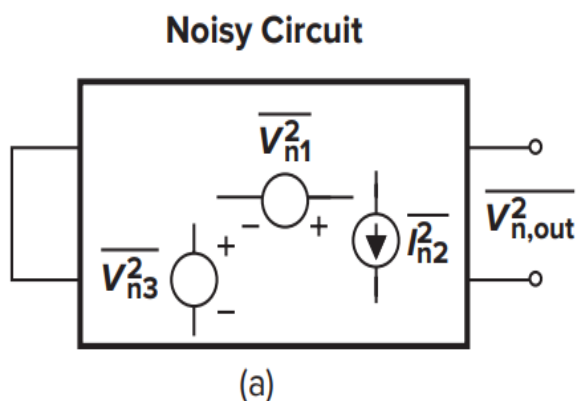 Noisy Circuit
V²n1
− +
I²n2
V²n,out
V²n3
+
−
(a)